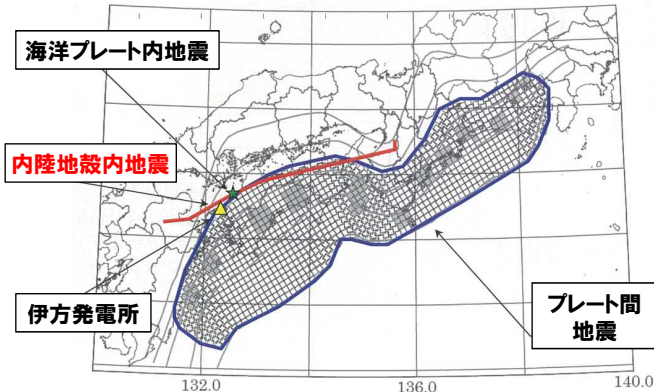 海洋プレート内地震
内陸地殻内地震
伊方発電所
プレート間
地震
132.0
136.0
140.0